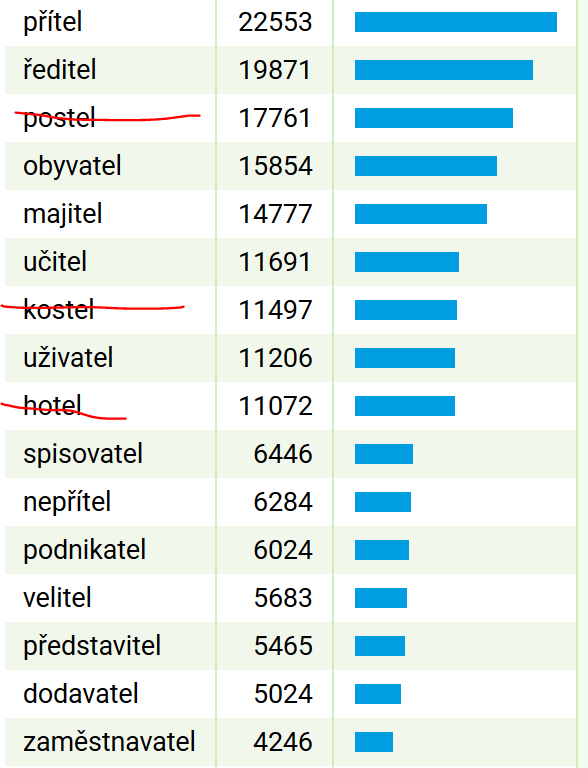 přítel 22553
ředitel 19871
postel 17761
obyvatel 15854
majitel 14777
učitel 11691
kostel 11497
uživatel 11206
hotel 11072
spisovatel 6446
nepřítel 6284
podnikatel 6024
velitel 5683
představitel 5465
dodavatel 5024
zaměstnavatel 4246